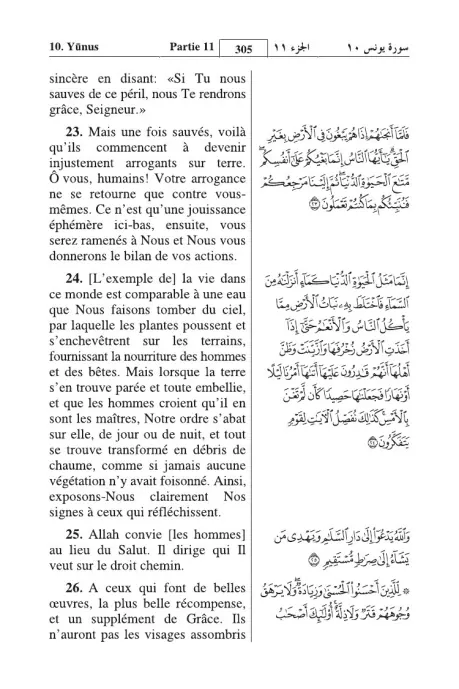 10. Yūnus Partie 11 305 الجزء ١١ سورة يونس ١٠
sincère en disant: «Si Tu nous
sauves de ce péril, nous Te rendrons
grâce, Seigneur.»
23. Mais une fois sauvés, voilà
qu'ils commencent à devenir
injustement arrogants sur terre.
Ô vous, humains! Votre arrogance
ne se retourne que contre vous-
mêmes. Ce n'est qu'une jouissance
éphémère ici-bas, ensuite, vous
serez ramenés à Nous et Nous vous
donnerons le bilan de vos actions.
فَلَمَّآ أَنجَىٰهُمْ إِذَا هُمْ يَبْغُونَ فِي ٱلْأَرْضِ بِغَيْرِ
ٱلْحَقِّ ۗ يَٰٓأَيُّهَا ٱلنَّاسُ إِنَّمَا بَغْيُكُمْ عَلَىٰٓ أَنفُسِكُم ۖ
مَّتَٰعَ ٱلْحَيَوٰةِ ٱلدُّنْيَا ۖ ثُمَّ إِلَيْنَا مَرْجِعُكُمْ
فَنُنَبِّئُكُم بِمَا كُنتُمْ تَعْمَلُونَ ٢٣
24. [L'exemple de] la vie dans
ce monde est comparable à une eau
que Nous faisons tomber du ciel,
par laquelle les plantes poussent et
s'enchevêtrent sur les terrains,
fournissant la nourriture des hommes
et des bêtes. Mais lorsque la terre
s'en trouve parée et toute embellie,
et que les hommes croient qu'il en
sont les maîtres, Notre ordre s'abat
sur elle, de jour ou de nuit, et tout
se trouve transformé en débris de
chaume, comme si jamais aucune
végétation n'y avait foisonné. Ainsi,
exposons-Nous clairement Nos
signes à ceux qui réfléchissent.
إِنَّمَا مَثَلُ ٱلْحَيَوٰةِ ٱلدُّنْيَا كَمَآءٍ أَنزَلْنَٰهُ مِنَ
ٱلسَّمَآءِ فَٱخْتَلَطَ بِهِۦ نَبَاتُ ٱلْأَرْضِ مِمَّا
يَأْكُلُ ٱلنَّاسُ وَٱلْأَنْعَٰمُ حَتَّىٰٓ إِذَآ
أَخَذَتِ ٱلْأَرْضُ زُخْرُفَهَا وَٱزَّيَّنَتْ وَظَنَّ
أَهْلُهَآ أَنَّهُمْ قَٰدِرُونَ عَلَيْهَآ أَتَىٰهَآ أَمْرُنَا لَيْلًا
أَوْ نَهَارًا فَجَعَلْنَٰهَا حَصِيدًا كَأَن لَّمْ تَغْنَ
بِٱلْأَمْسِ ۚ كَذَٰلِكَ نُفَصِّلُ ٱلْءَايَٰتِ لِقَوْمٍ
يَتَفَكَّرُونَ ٢٤
25. Allah convie [les hommes]
au lieu du Salut. Il dirige qui Il
veut sur le droit chemin.
وَٱللَّهُ يَدْعُوٓا۟ إِلَىٰ دَارِ ٱلسَّلَٰمِ وَيَهْدِى مَن
يَشَآءُ إِلَىٰ صِرَٰطٍ مُّسْتَقِيمٍ ٢٥
26. A ceux qui font de belles
œuvres, la plus belle récompense,
et un supplément de Grâce. Ils
n'auront pas les visages assombris
۞ لِّلَّذِينَ أَحْسَنُوا۟ ٱلْحُسْنَىٰ وَزِيَادَةٌ ۖ وَلَا يَرْهَقُ
وُجُوهَهُمْ قَتَرٌ وَلَا ذِلَّةٌ ۚ أُو۟لَٰٓئِكَ أَصْحَٰبُ